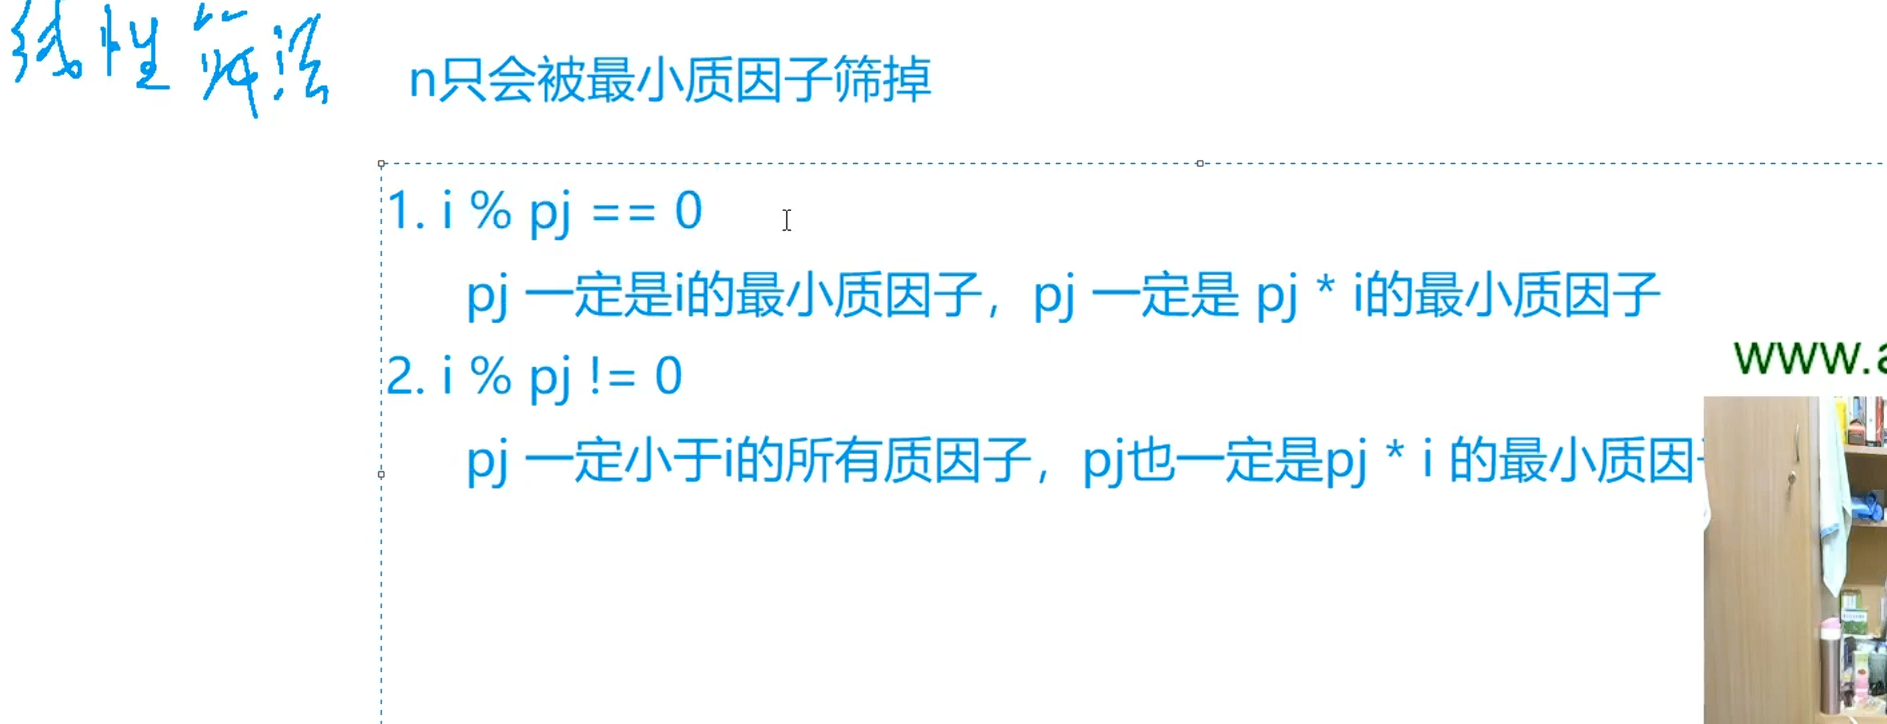 线性筛法
n只会被最小质因子筛掉
1. i % pj == 0
pj 一定是i的最小质因子，pj 一定是 pj * i的最小质因子
2. i % pj != 0
pj 一定小于i的所有质因子，pj也一定是pj * i 的最小质因
www.a